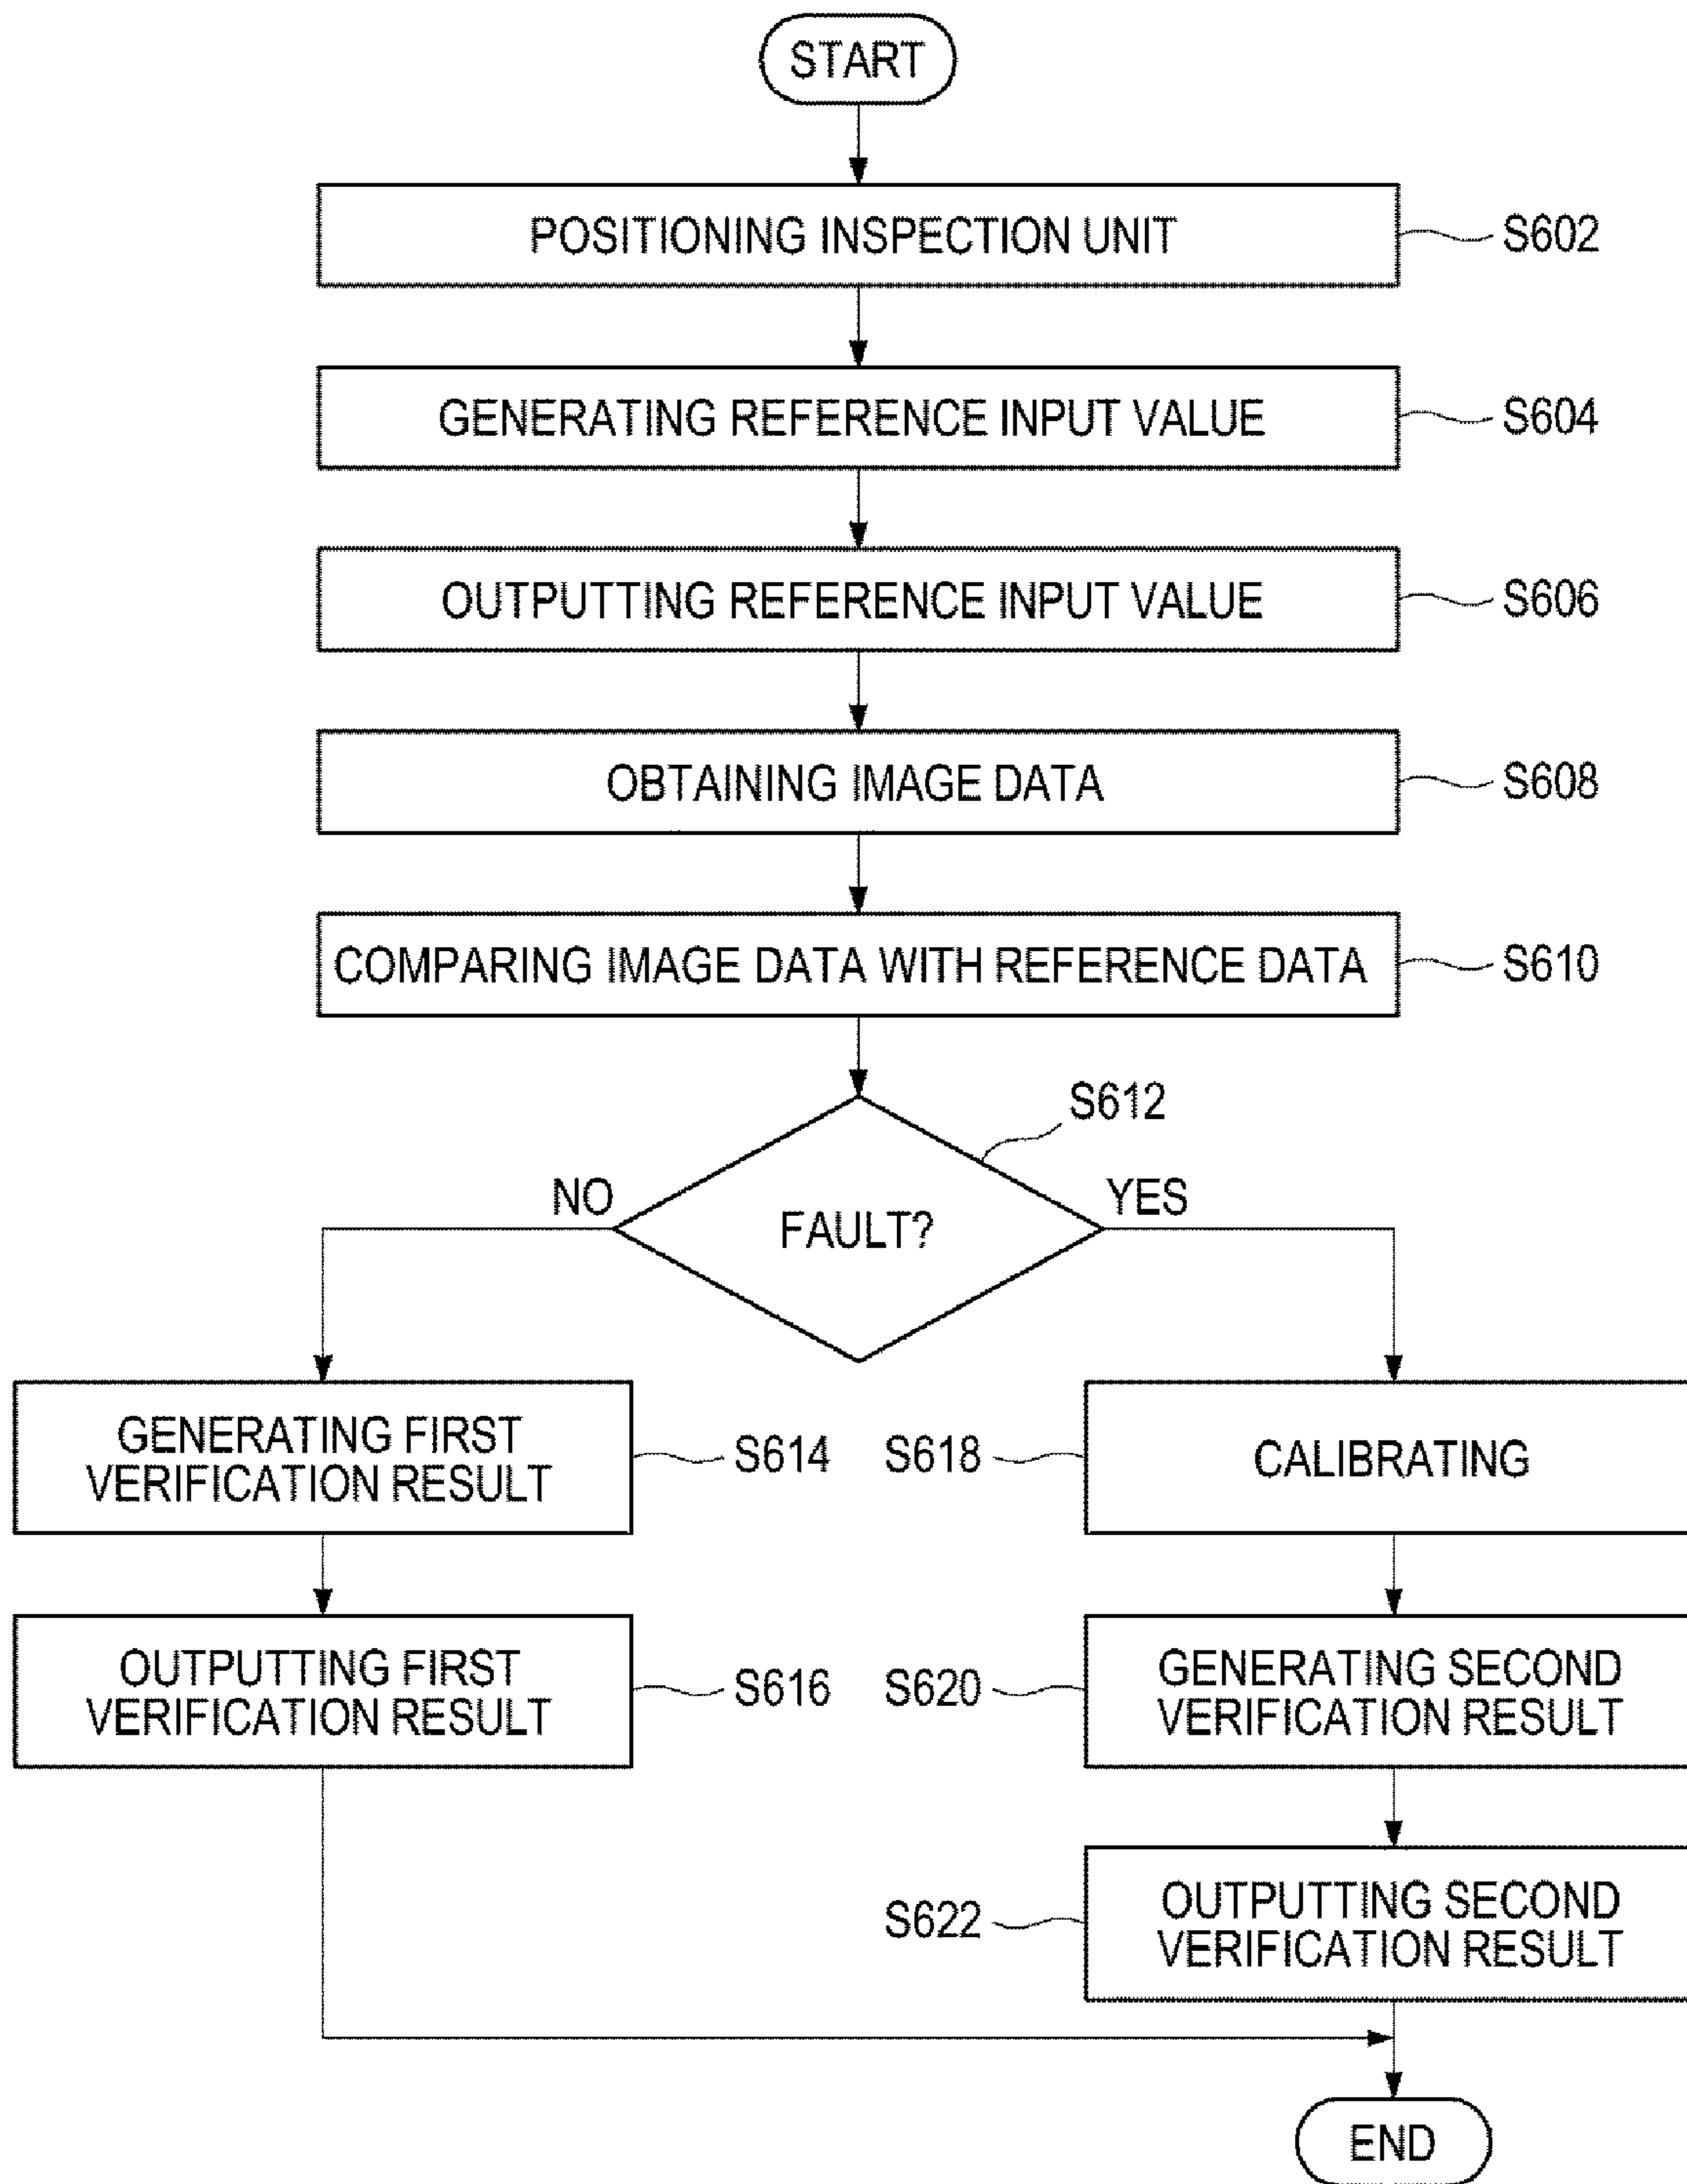 START
POSITIONING INSPECTION UNIT
S602
GENERATING REFERENCE INPUT VALUE
S604
OUTPUTTING REFERENCE INPUT VALUE
S606
OBTAINING IMAGE DATA
S608
COMPARING IMAGE DATA WITH REFERENCE DATA
S610
S612
NO
YES
FAULT?
GENERATING FIRST
VERIFICATION RESULT
S614
S618
CALIBRATING
OUTPUTTING FIRST
VERIFICATION RESULT
S616
S620
GENERATING SECOND
VERIFICATION RESULT
S622
OUTPUTTING SECOND
VERIFICATION RESULT
END